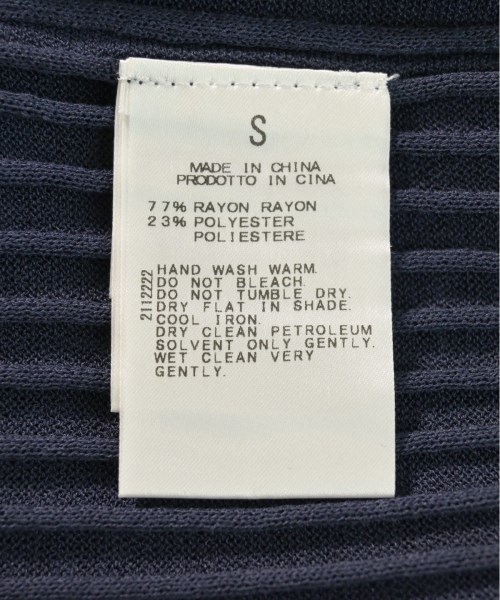 S
MADE IN CHINA
PRODOTTO IN CINA
77% RAYON RAYON
23% POLYESTER
POLIESTERE
2112222
HAND WASH WARM.
DO NOT BLEACH.
DO NOT TUMBLE DRY.
DRY FLAT IN SHADE.
COOL IRON.
DRY CLEAN PETROLEUM
SOLVENT ONLY GENTLY.
WET CLEAN VERY
GENTLY.